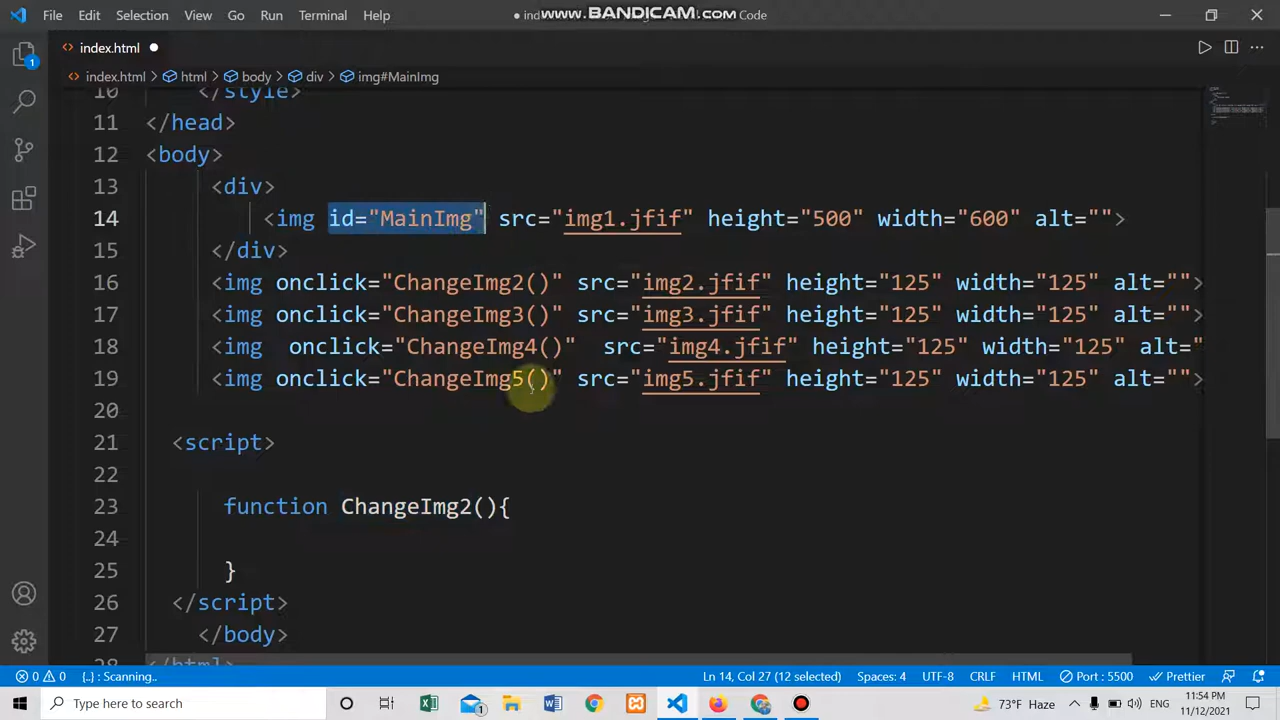 File Edit Selection View Go Run Terminal Help ● ind www.BANDICAM.com Code
index.html
index.html > html > body > div > img#MainImg
10 </style>
11 </head>
12 <body>
13 <div>
14 <img id="MainImg" src="img1.jfif" height="500" width="600" alt="">
15 </div>
16 <img onclick="ChangeImg2()" src="img2.jfif" height="125" width="125" alt="">
17 <img onclick="ChangeImg3()" src="img3.jfif" height="125" width="125" alt="">
18 <img onclick="ChangeImg4()" src="img4.jfif" height="125" width="125" alt="
19 <img onclick="ChangeImg5()" src="img5.jfif" height="125" width="125" alt="">
20
21 <script>
22
23 function ChangeImg2(){
24
25 }
26 </script>
27 </body>
28 </html>
1
0 0 {..} : Scanning.. Ln 14, Col 27 (12 selected) Spaces: 4 UTF-8 CRLF HTML Port : 5500 Prettier
Type here to search 1 73°F Haze ENG 11:54 PM
11/12/2021